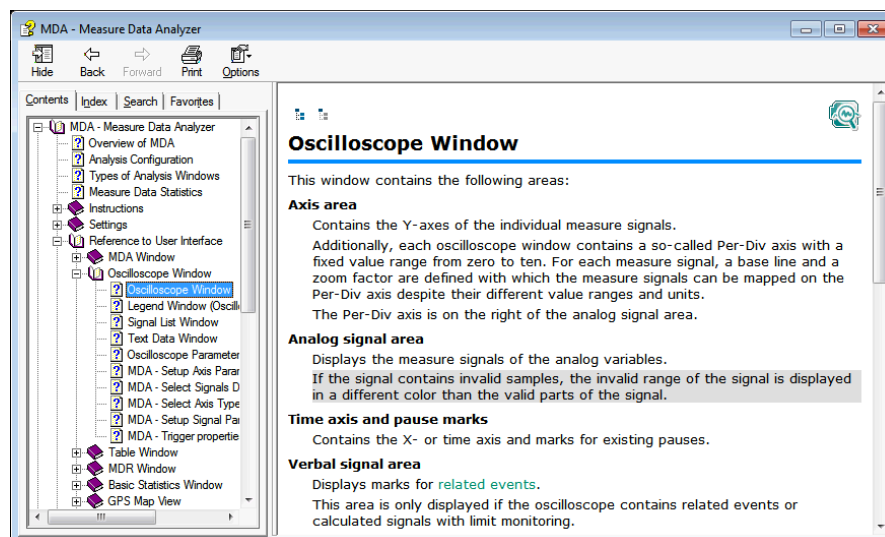 MDA - Measure Data Analyzer
Hide Back Forward Print Options
Contents Index Search Favorites
MDA - Measure Data Analyzer
Overview of MDA
Analysis Configuration
Types of Analysis Windows
Measure Data Statistics
Instructions
Settings
Reference to User Interface
MDA Window
Oscilloscope Window
Oscilloscope Window
Legend Window (Oscill
Signal List Window
Text Data Window
Oscilloscope Parameter
MDA - Setup Axis Parar
MDA - Select Signals D
MDA - Select Axis Type
MDA - Setup Signal Par
MDA - Trigger propertie
Table Window
MDR Window
Basic Statistics Window
GPS Map View
Oscilloscope Window
This window contains the following areas:
Axis area
Contains the Y-axes of the individual measure signals.
Additionally, each oscilloscope window contains a so-called Per-Div axis with a
fixed value range from zero to ten. For each measure signal, a base line and a
zoom factor are defined with which the measure signals can be mapped on the
Per-Div axis despite their different value ranges and units.
The Per-Div axis is on the right of the analog signal area.
Analog signal area
Displays the measure signals of the analog variables.
If the signal contains invalid samples, the invalid range of the signal is displayed
in a different color than the valid parts of the signal.
Time axis and pause marks
Contains the X- or time axis and marks for existing pauses.
Verbal signal area
Displays marks for related events.
This area is only displayed if the oscilloscope contains related events or
calculated signals with limit monitoring.